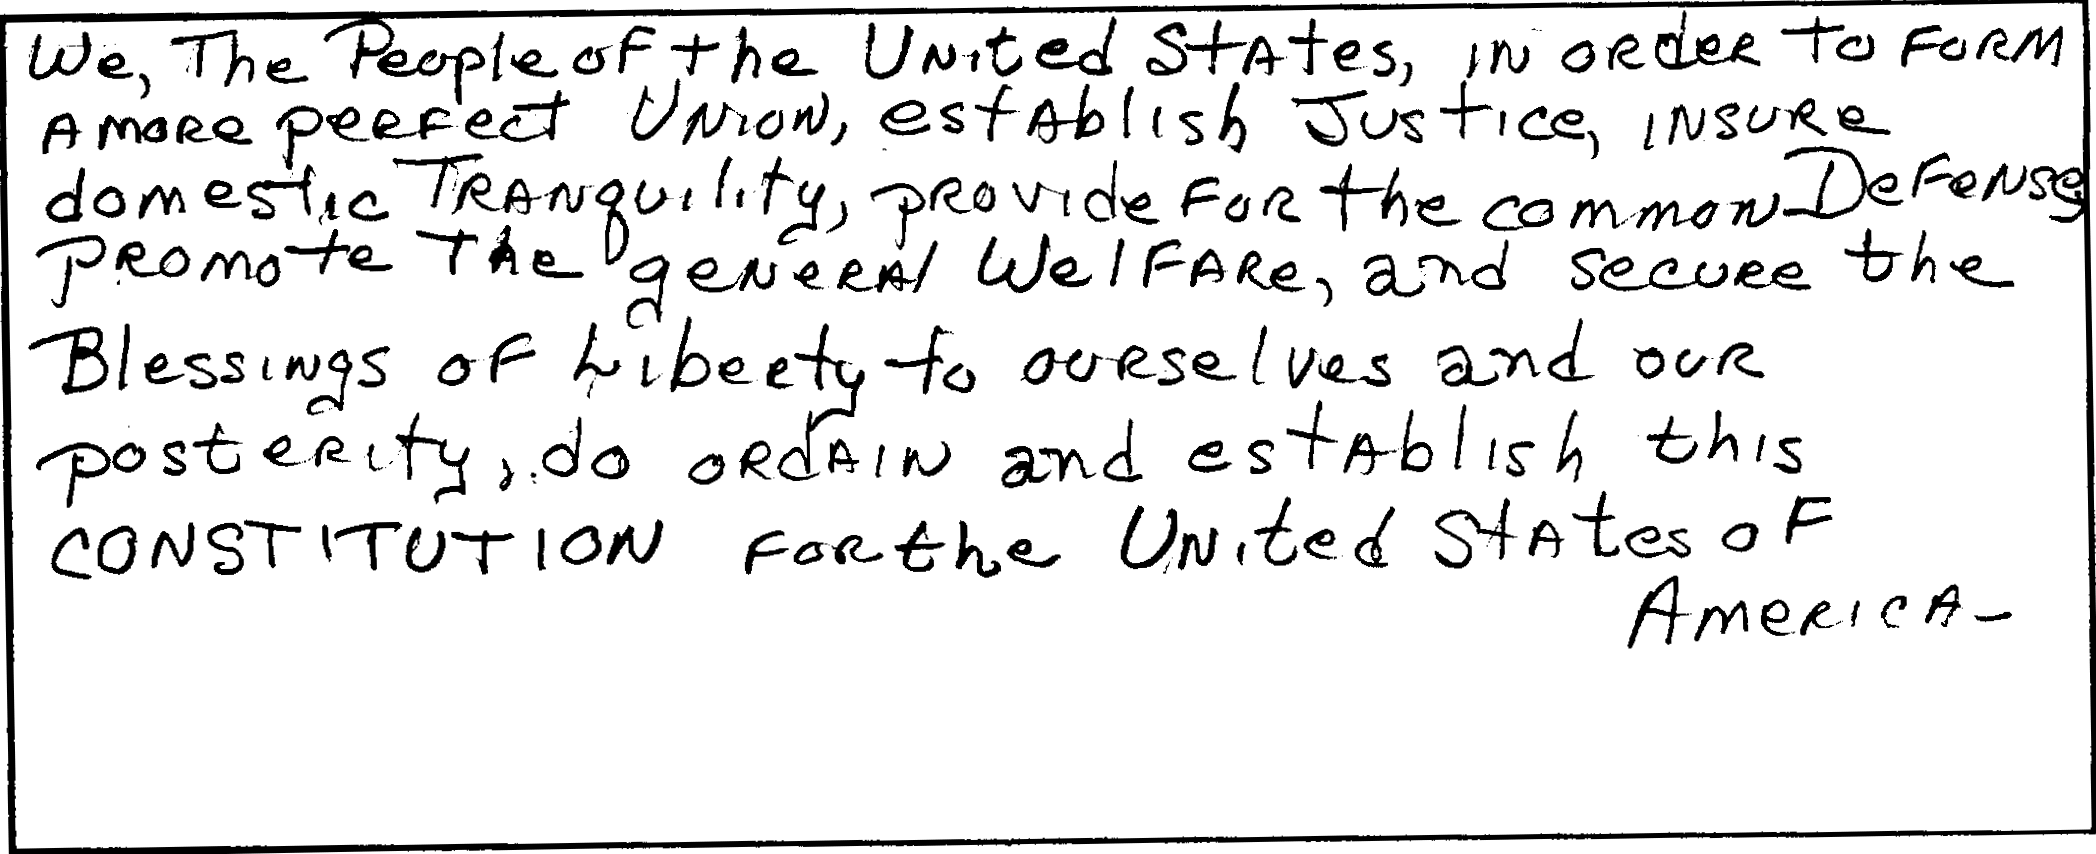 We, The People of the United States, in order to form
a more perfect Union, establish Justice, insure
domestic Tranquility, provide for the common Defense,
promote the general Welfare, and secure the
Blessings of Liberty to ourselves and our
posterity, do ordain and establish this
CONSTITUTION for the United States of
America-